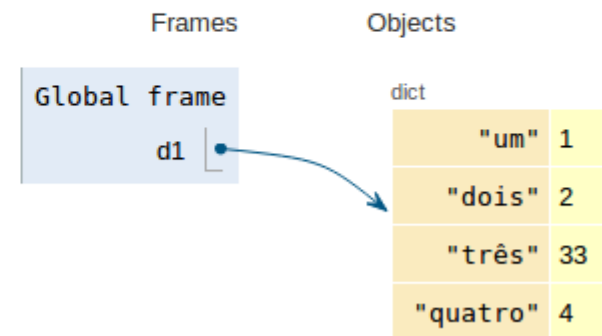 Frames Objects
Global frame
d1
dict
"um" 1
"dois" 2
"três" 33
"quatro" 4